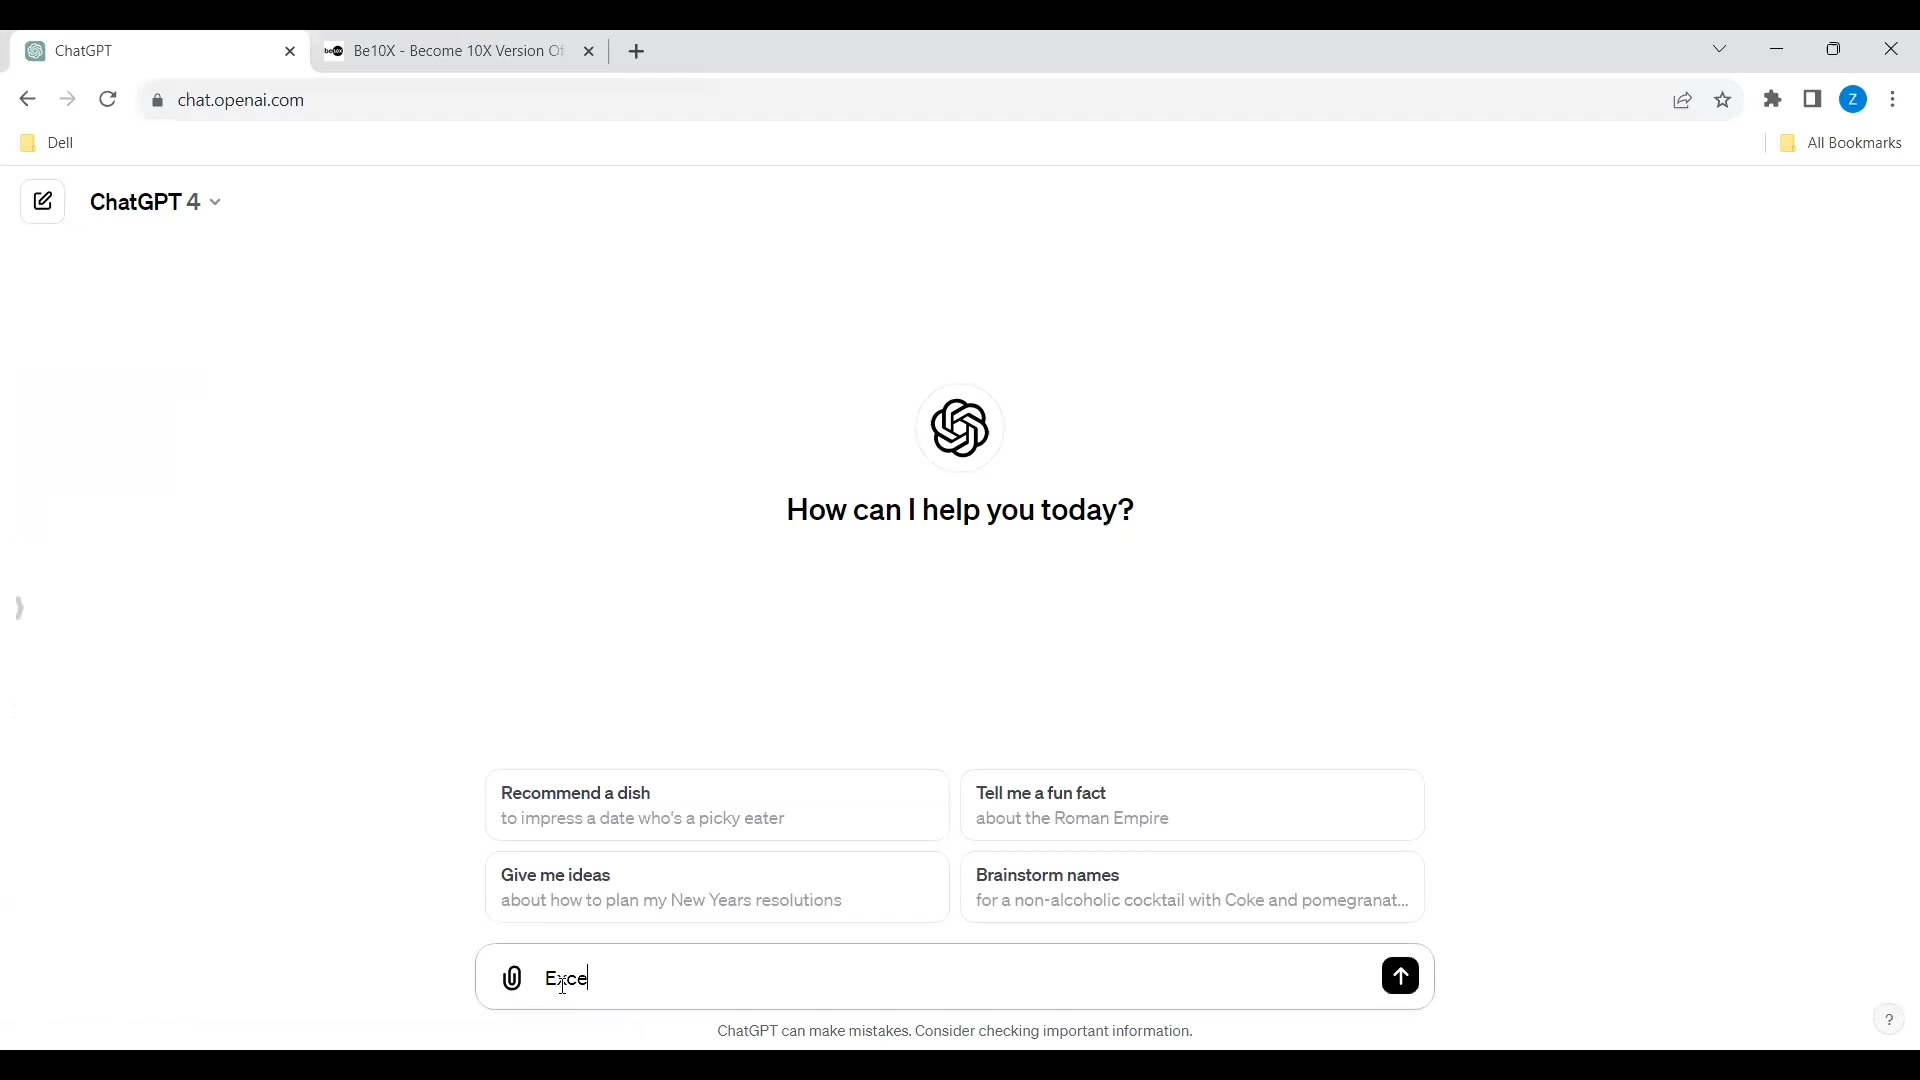 ChatGPT
be10x Be10X - Become 10X Version Of
chat.openai.com
Z
Dell
All Bookmarks
ChatGPT 4
How can I help you today?
Recommend a dish
to impress a date who's a picky eater
Tell me a fun fact
about the Roman Empire
Give me ideas
about how to plan my New Years resolutions
Brainstorm names
for a non-alcoholic cocktail with Coke and pomegranat...
Exce
ChatGPT can make mistakes. Consider checking important information.
?